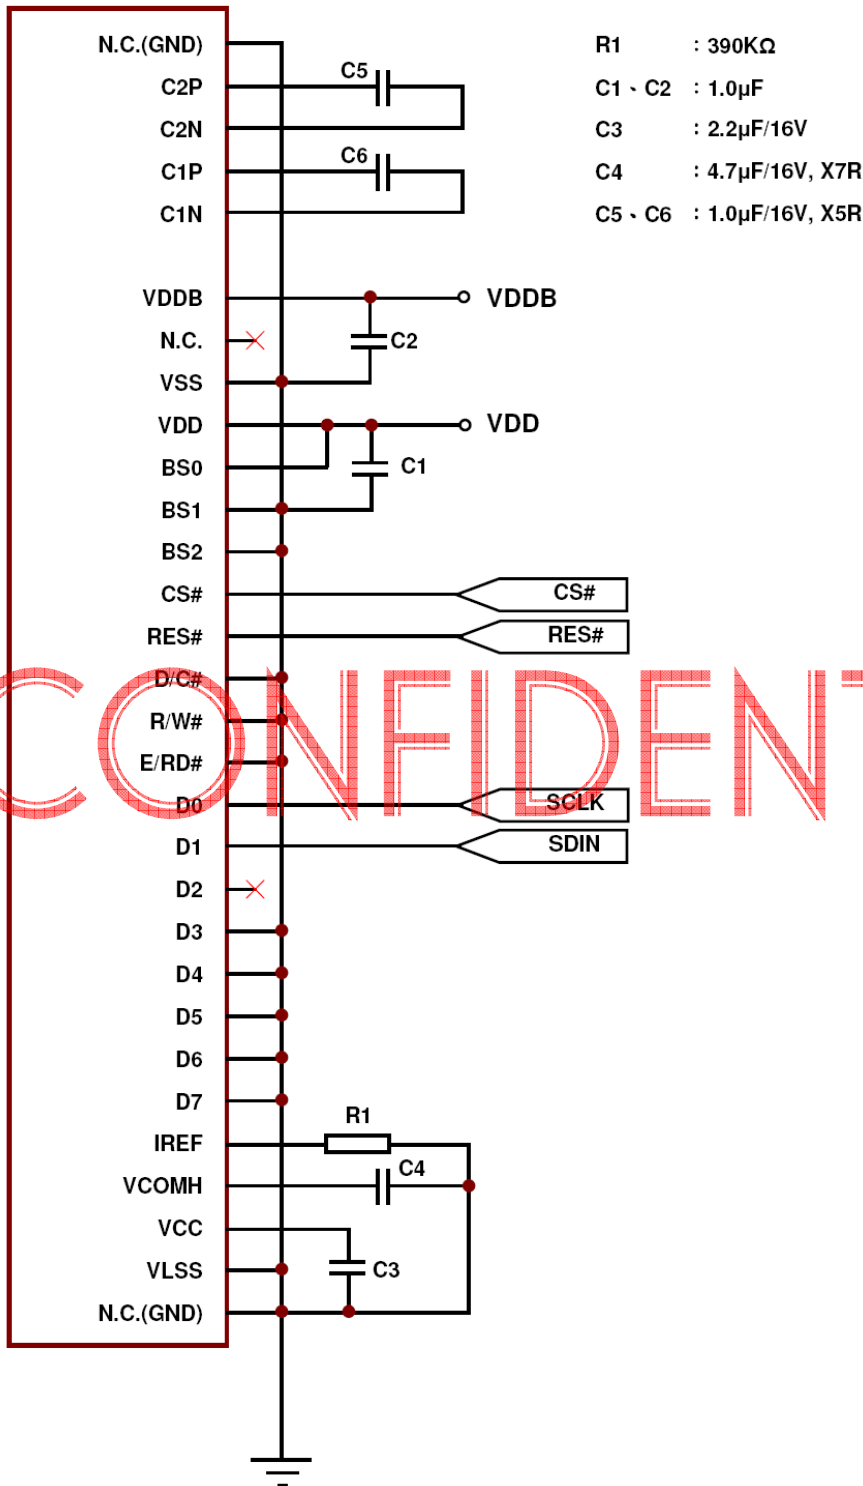 N.C.(GND)
C2P
C2N
C1P
C1N
VDDB
N.C.
VSS
VDD
BS0
BS1
BS2
CS#
RES#
D/C#
R/W#
E/RD#
D0
D1
D2
D3
D4
D5
D6
D7
IREF
VCOMH
VCC
VLSS
N.C.(GND)
C5
C6
VDDB
C2
VDD
C1
CS#
RES#
SCLK
SDIN
R1
C4
C3
R1 : 390KΩ
C1、C2 : 1.0µF
C3 : 2.2µF/16V
C4 : 4.7µF/16V, X7R
C5、C6 : 1.0µF/16V, X5R
CONFIDENT